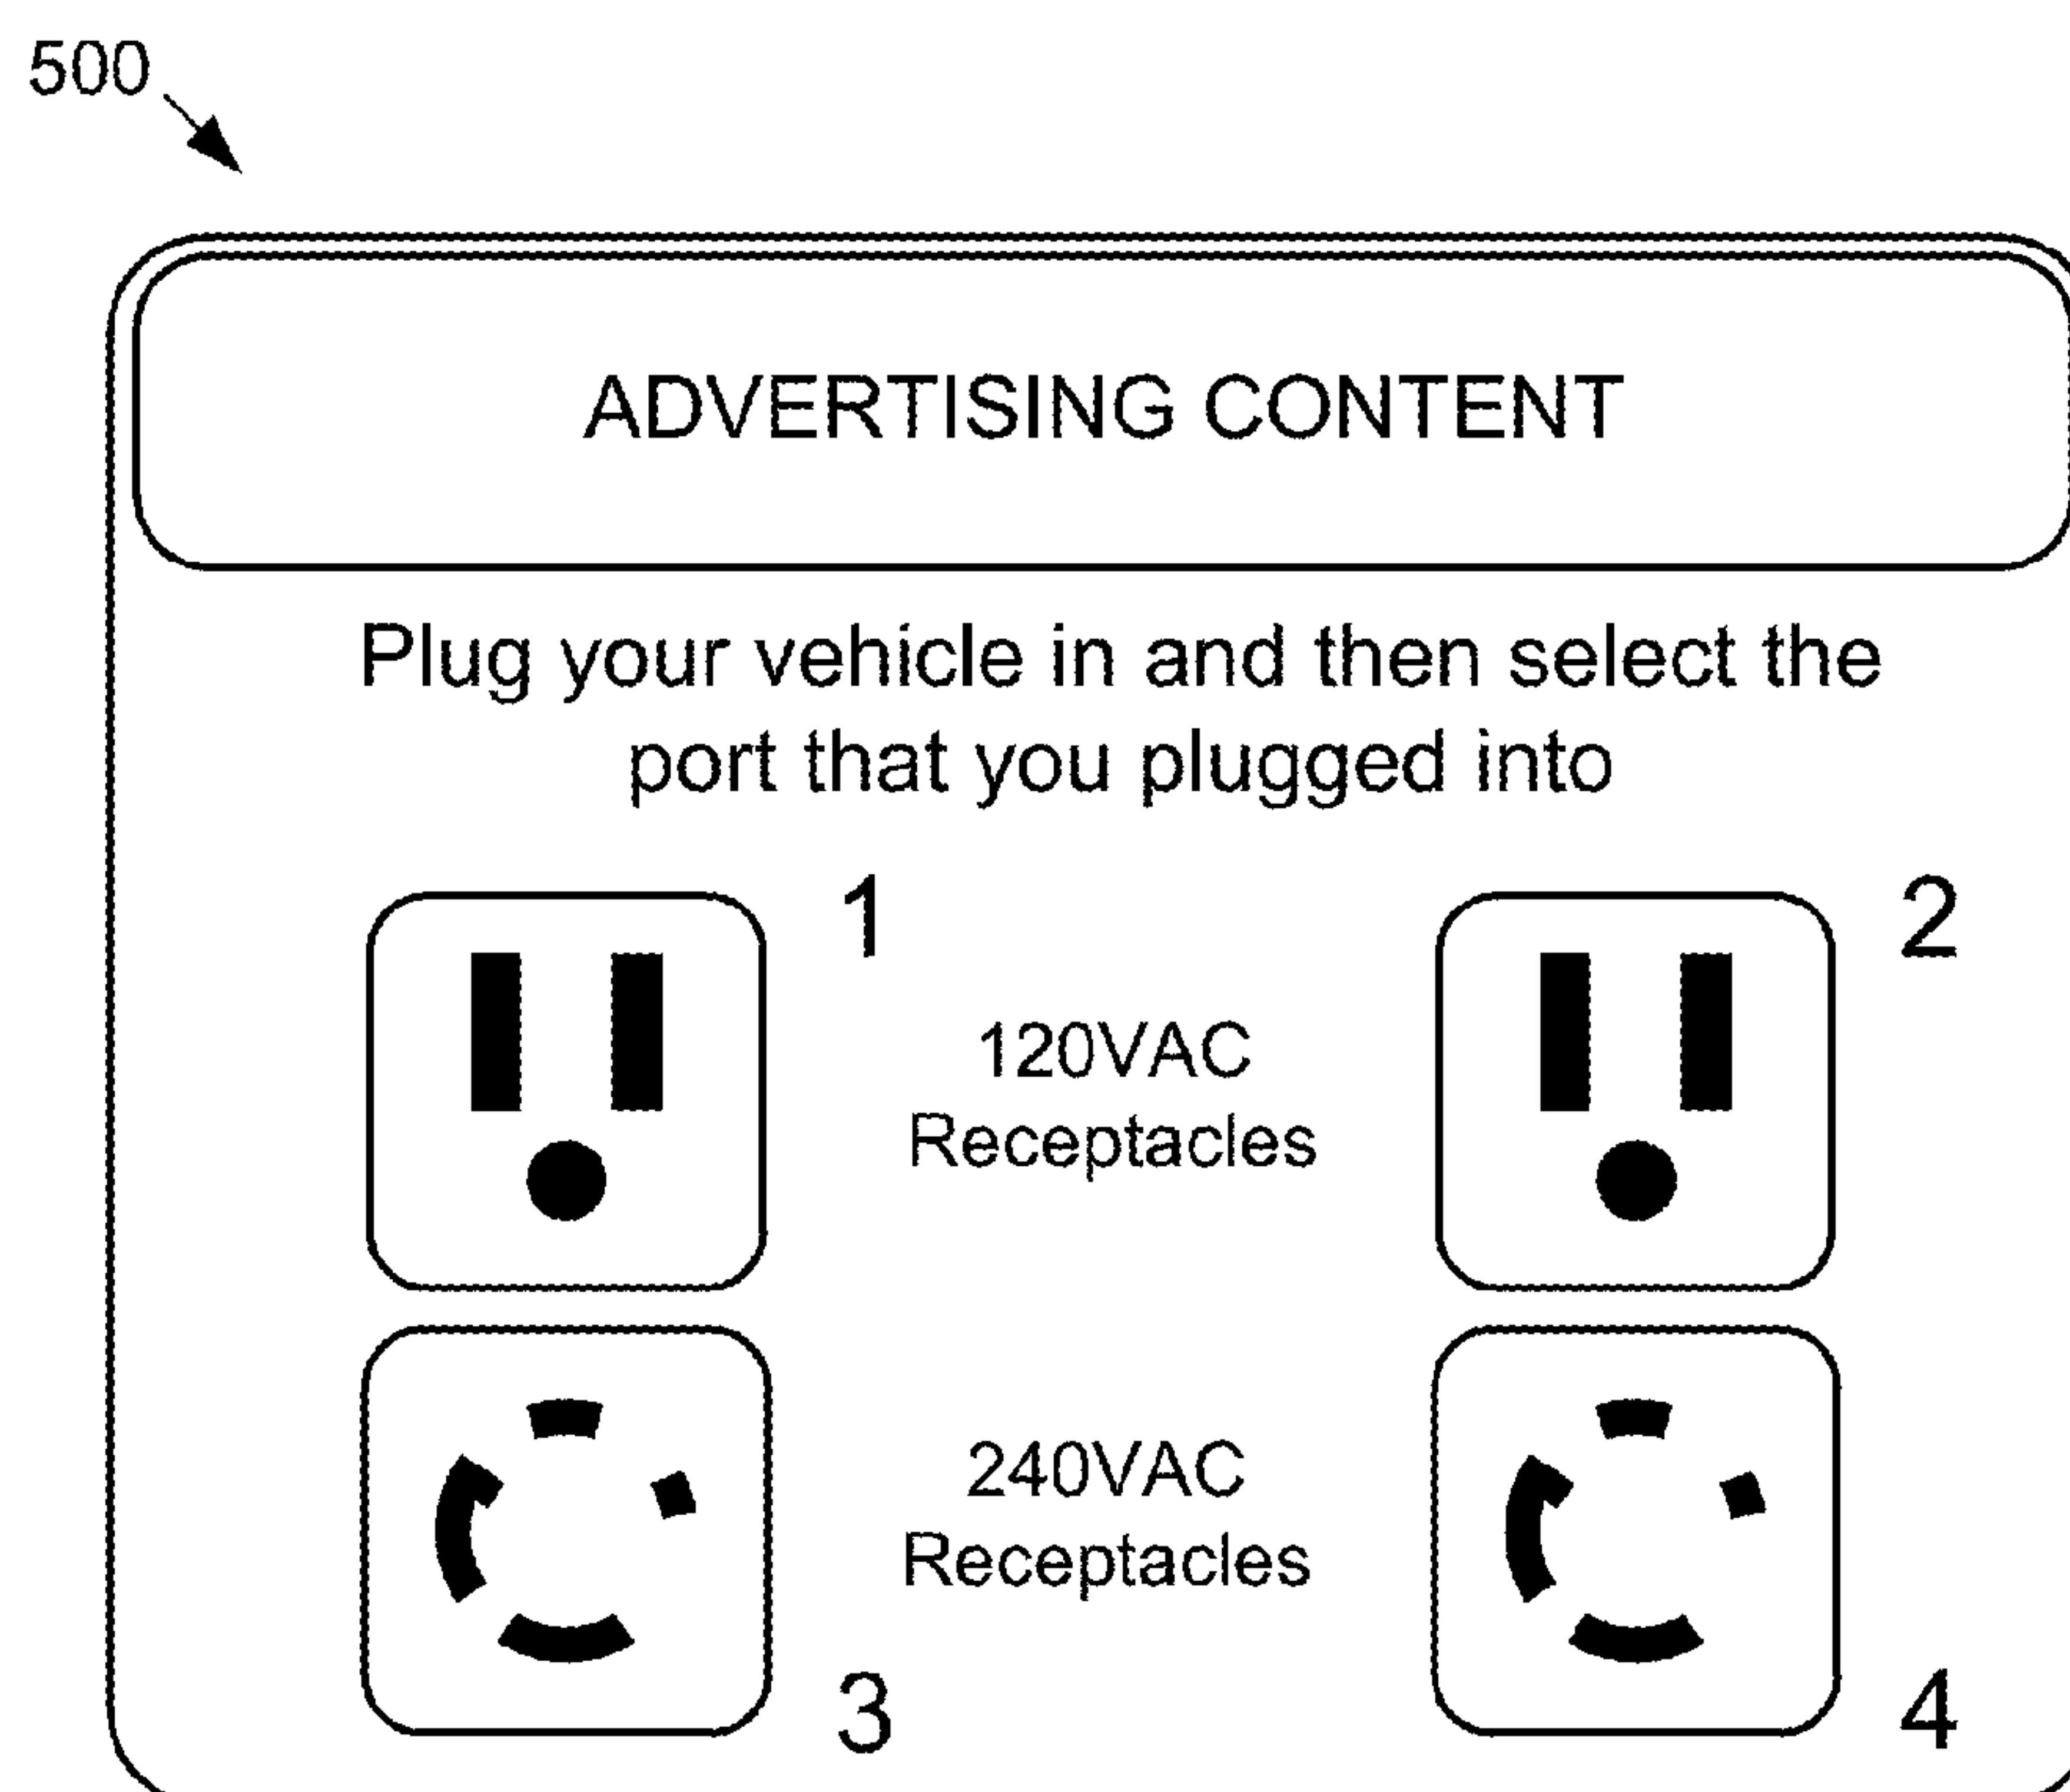 500
ADVERTISING CONTENT
Plug your vehicle in and then select the
port that you plugged into
1
2
120VAC
Receptacles
240VAC
Receptacles
3
4